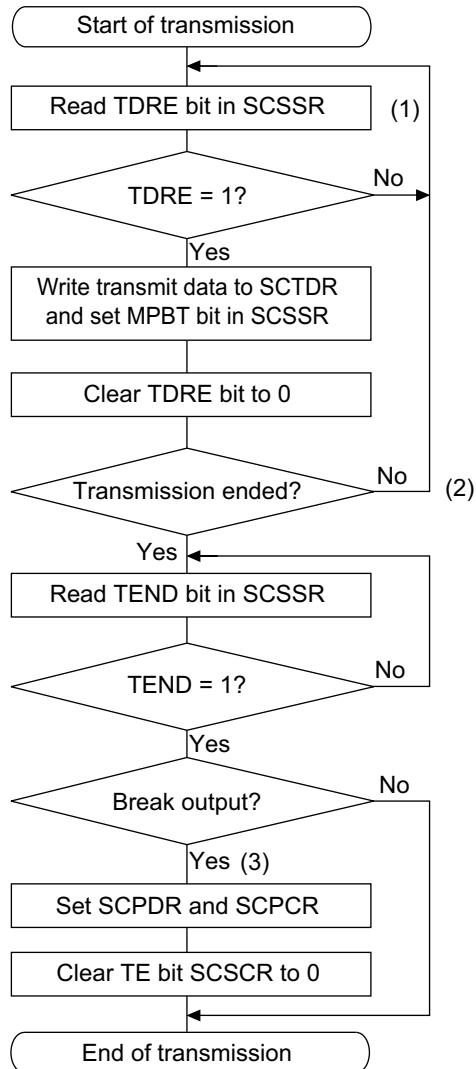 Start of transmission
Read TDRE bit in SCSSR
(1)
TDRE = 1?
No
Yes
Write transmit data to SCTDR
and set MPBT bit in SCSSR
Clear TDRE bit to 0
Transmission ended?
No
(2)
Yes
Read TEND bit in SCSSR
TEND = 1?
No
Yes
Break output?
No
Yes (3)
Set SCPDR and SCPCR
Clear TE bit SCSCR to 0
End of transmission